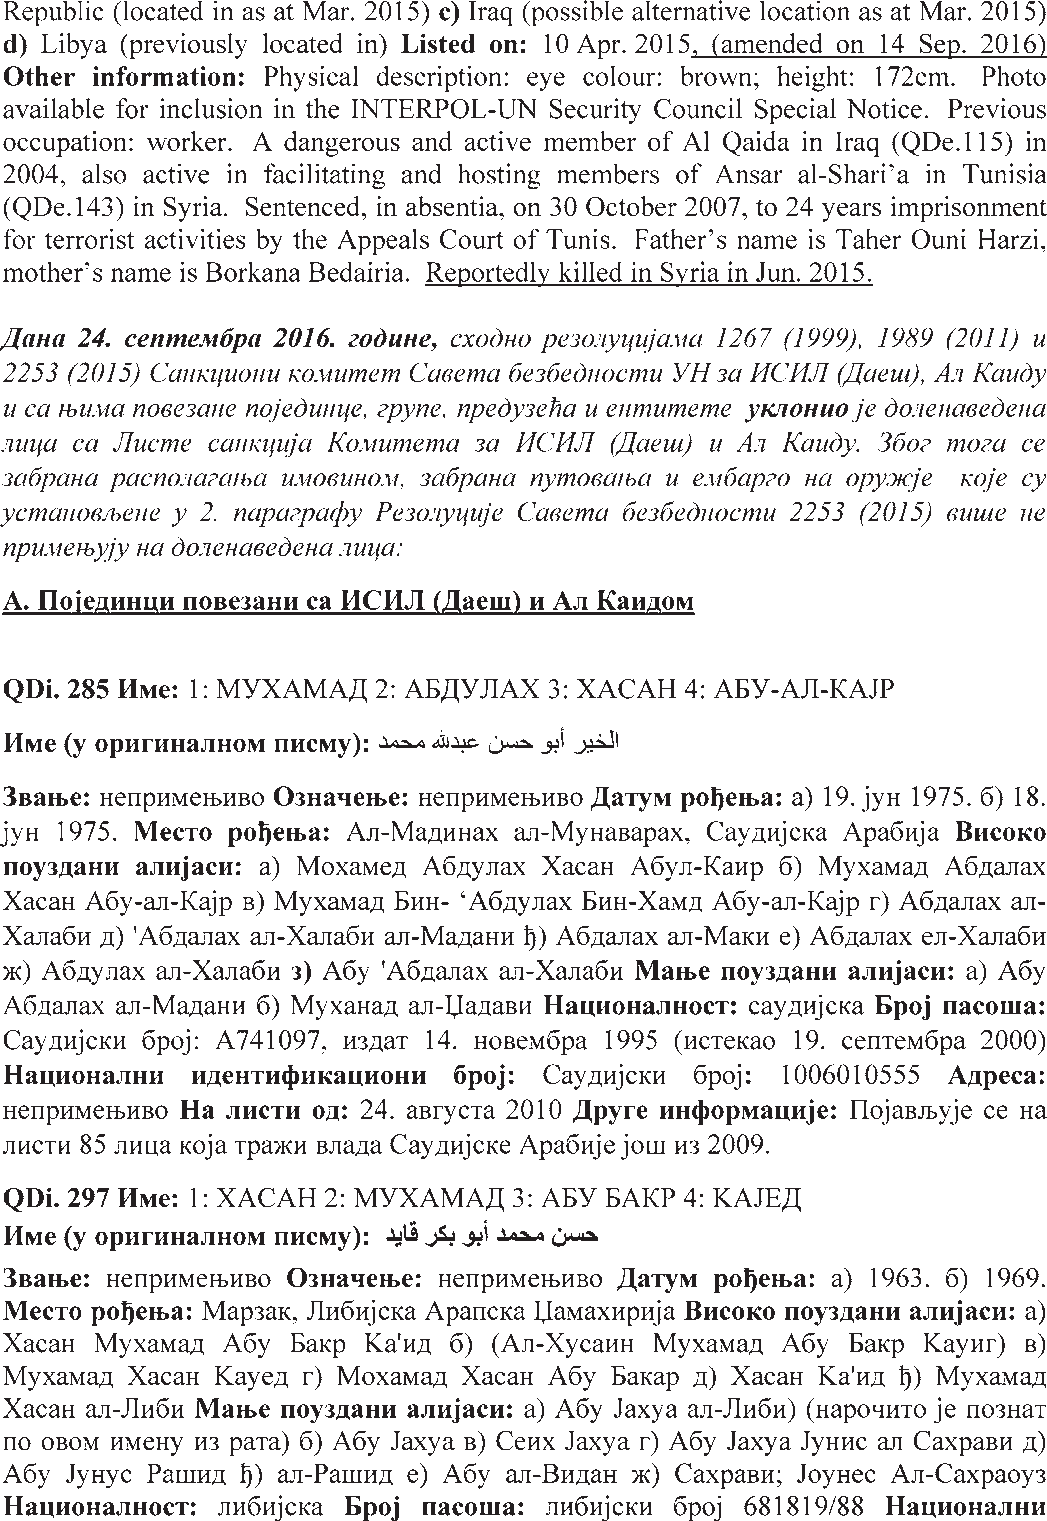 Republic (located in as at Mar. 2015) c) Iraq (possible alternative location as at Mar. 2015)
d) Libya (previously located in) Listed on: 10 Apr. 2015, (amended on 14 Sep. 2016)
Other information: Physical description: eye colour: brown; height: 172cm. Photo
available for inclusion in the INTERPOL-UN Security Council Special Notice. Previous
occupation: worker. A dangerous and active member of Al Qaida in Iraq (QDe.115) in
2004, also active in facilitating and hosting members of Ansar al-Shari’a in Tunisia
(QDe.143) in Syria. Sentenced, in absentia, on 30 October 2007, to 24 years imprisonment
for terrorist activities by the Appeals Court of Tunis. Father’s name is Taher Ouni Harzi,
mother’s name is Borkana Bedairia. Reportedly killed in Syria in Jun. 2015.
Дана 24. септембра 2016. године, сходно резолуцијама 1267 (1999), 1989 (2011) и
2253 (2015) Санкциони комитет Савета безбедности УН за ИСИЛ (Даеш), Ал Каиду
и са њима повезане појединце, групе, предузећа и ентитете уклонио је доленаведена
лица са Листе санкција Комитета за ИСИЛ (Даеш) и Ал Каиду. Због тога се
забрана располагања имовином, забрана путовања и ембарго на оружје које су
установљене у 2. параграфу Резолуције Савета безбедности 2253 (2015) више не
примењују на доленаведена лица:
А. Појединци повезани са ИСИЛ (Даеш) и Ал Каидом
QDi. 285 Име: 1: МУХАМАД 2: АБДУЛАХ 3: ХАСАН 4: АБУ-АЛ-КАЈР
Име (у оригиналном писму): الخير أبو حسن عبدالله محمد
Звање: непримењиво Означење: непримењиво Датум рођења: а) 19. јун 1975. б) 18.
јун 1975. Место рођења: Ал-Мадинах ал-Мунаварах, Саудијска Арабија Високо
поуздани алијаси: а) Мохамед Абдулах Хасан Абул-Каир б) Мухамад Абдалах
Хасан Абу-ал-Кајр в) Мухамад Бин- ‘Абдулах Бин-Хамд Абу-ал-Кајр г) Абдалах ал-
Халаби д) 'Абдалах ал-Халаби ал-Мадани ђ) Абдалах ал-Маки е) Абдалах ел-Халаби
ж) Абдулах ал-Халаби з) Абу 'Абдалах ал-Халаби Мање поуздани алијаси: а) Абу
Абдалах ал-Мадани б) Муханад ал-Џадави Националност: саудијска Број пасоша:
Саудијски број: А741097, издат 14. новембра 1995 (истекао 19. септембра 2000)
Национални идентификациони број: Саудијски број: 1006010555 Адреса:
непримењиво На листи од: 24. августа 2010 Друге информације: Појављује се на
листи 85 лица која тражи влада Саудијске Арабије још из 2009.
QDi. 297 Име: 1: ХАСАН 2: МУХАМАД 3: АБУ БАКР 4: КАЈЕД
Име (у оригиналном писму): حسن محمد أبو بكر قايد
Звање: непримењиво Означење: непримењиво Датум рођења: а) 1963. б) 1969.
Место рођења: Марзак, Либијска Арапска Џамахирија Високо поуздани алијаси: а)
Хасан Мухамад Абу Бакр Ка'ид б) (Ал-Хусаин Мухамад Абу Бакр Кауиг) в)
Мухамад Хасан Кауед г) Мохамад Хасан Абу Бакар д) Хасан Ка'ид ђ) Мухамад
Хасан ал-Либи Мање поуздани алијаси: а) Абу Јахуа ал-Либи) (нарочито је познат
по овом имену из рата) б) Абу Јахуа в) Сеих Јахуа г) Абу Јахуа Јунис ал Сахрави д)
Абу Јунус Рашид ђ) ал-Рашид е) Абу ал-Видан ж) Сахрави; Јоунес Ал-Сахраоуз
Националност: либијска Број пасоша: либијски број 681819/88 Национални